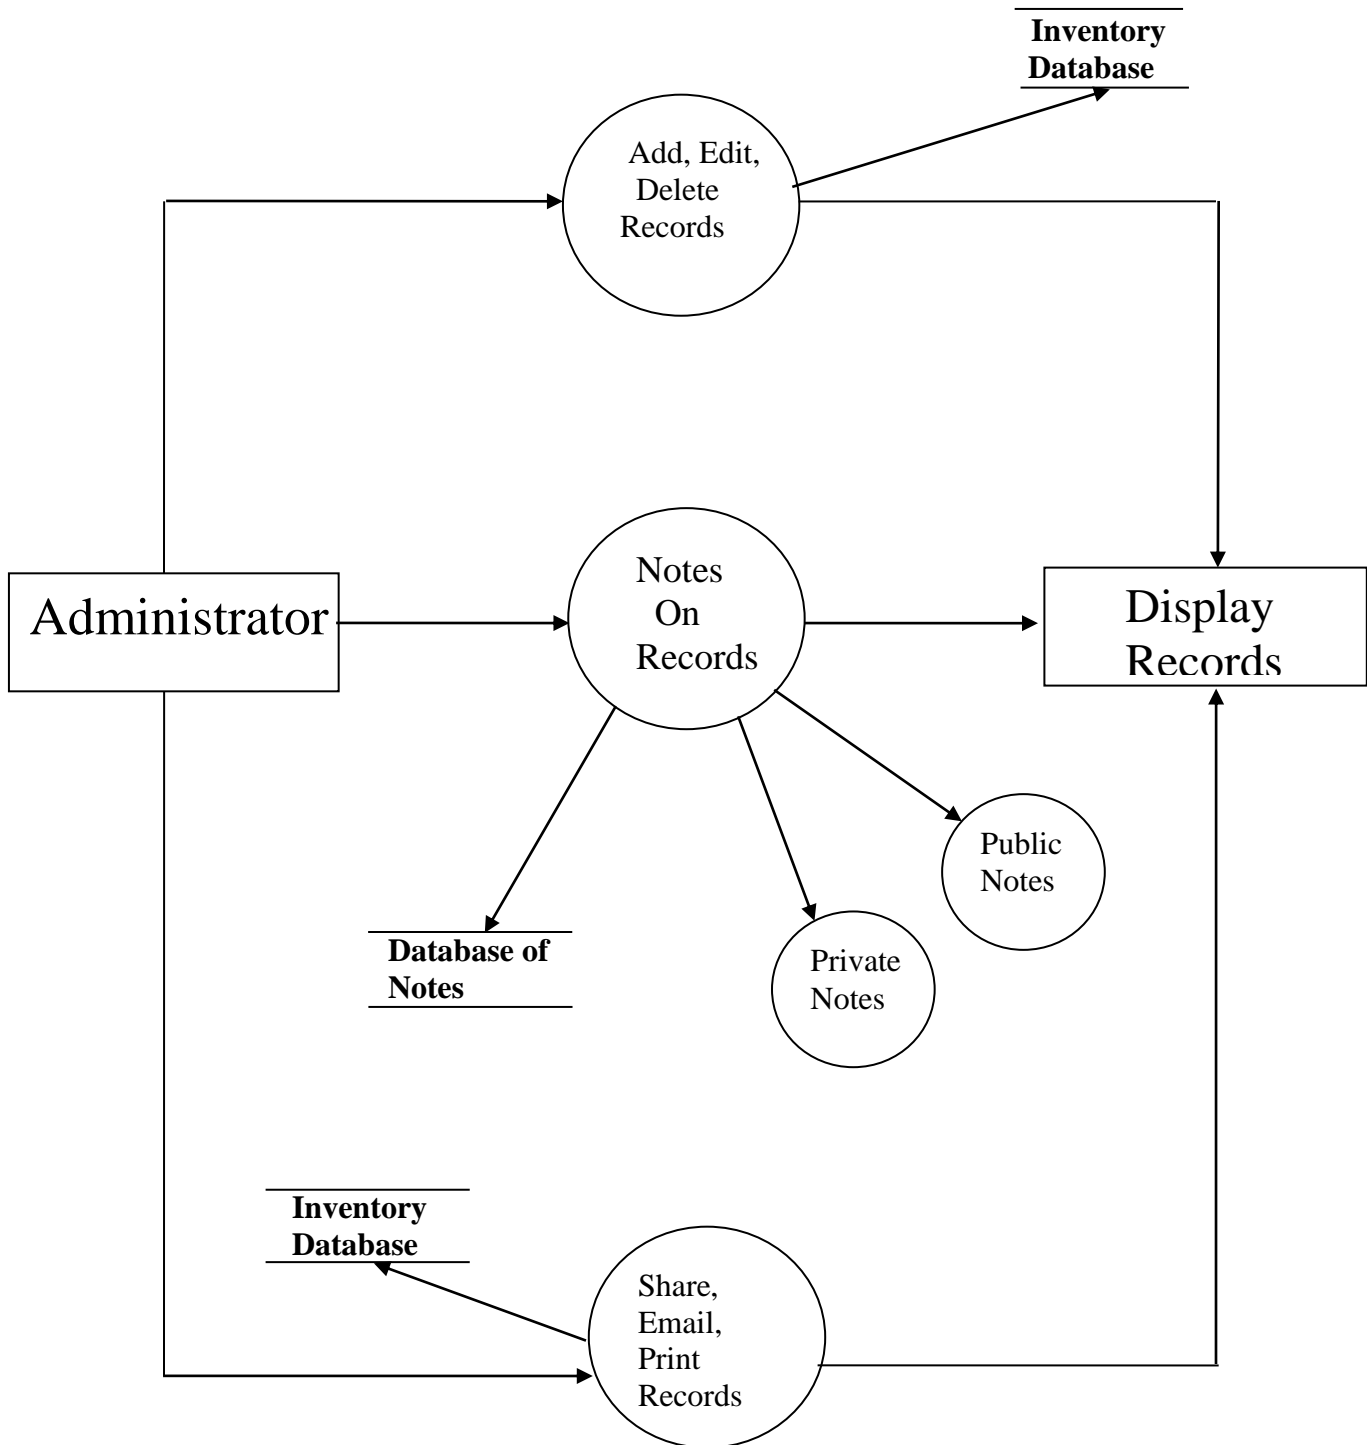 Inventory
Database
Add, Edit,
Delete
Records
Administrator
Notes
On
Records
Display
Records
Public
Notes
Private
Notes
Database of
Notes
Inventory
Database
Share,
Email,
Print
Records